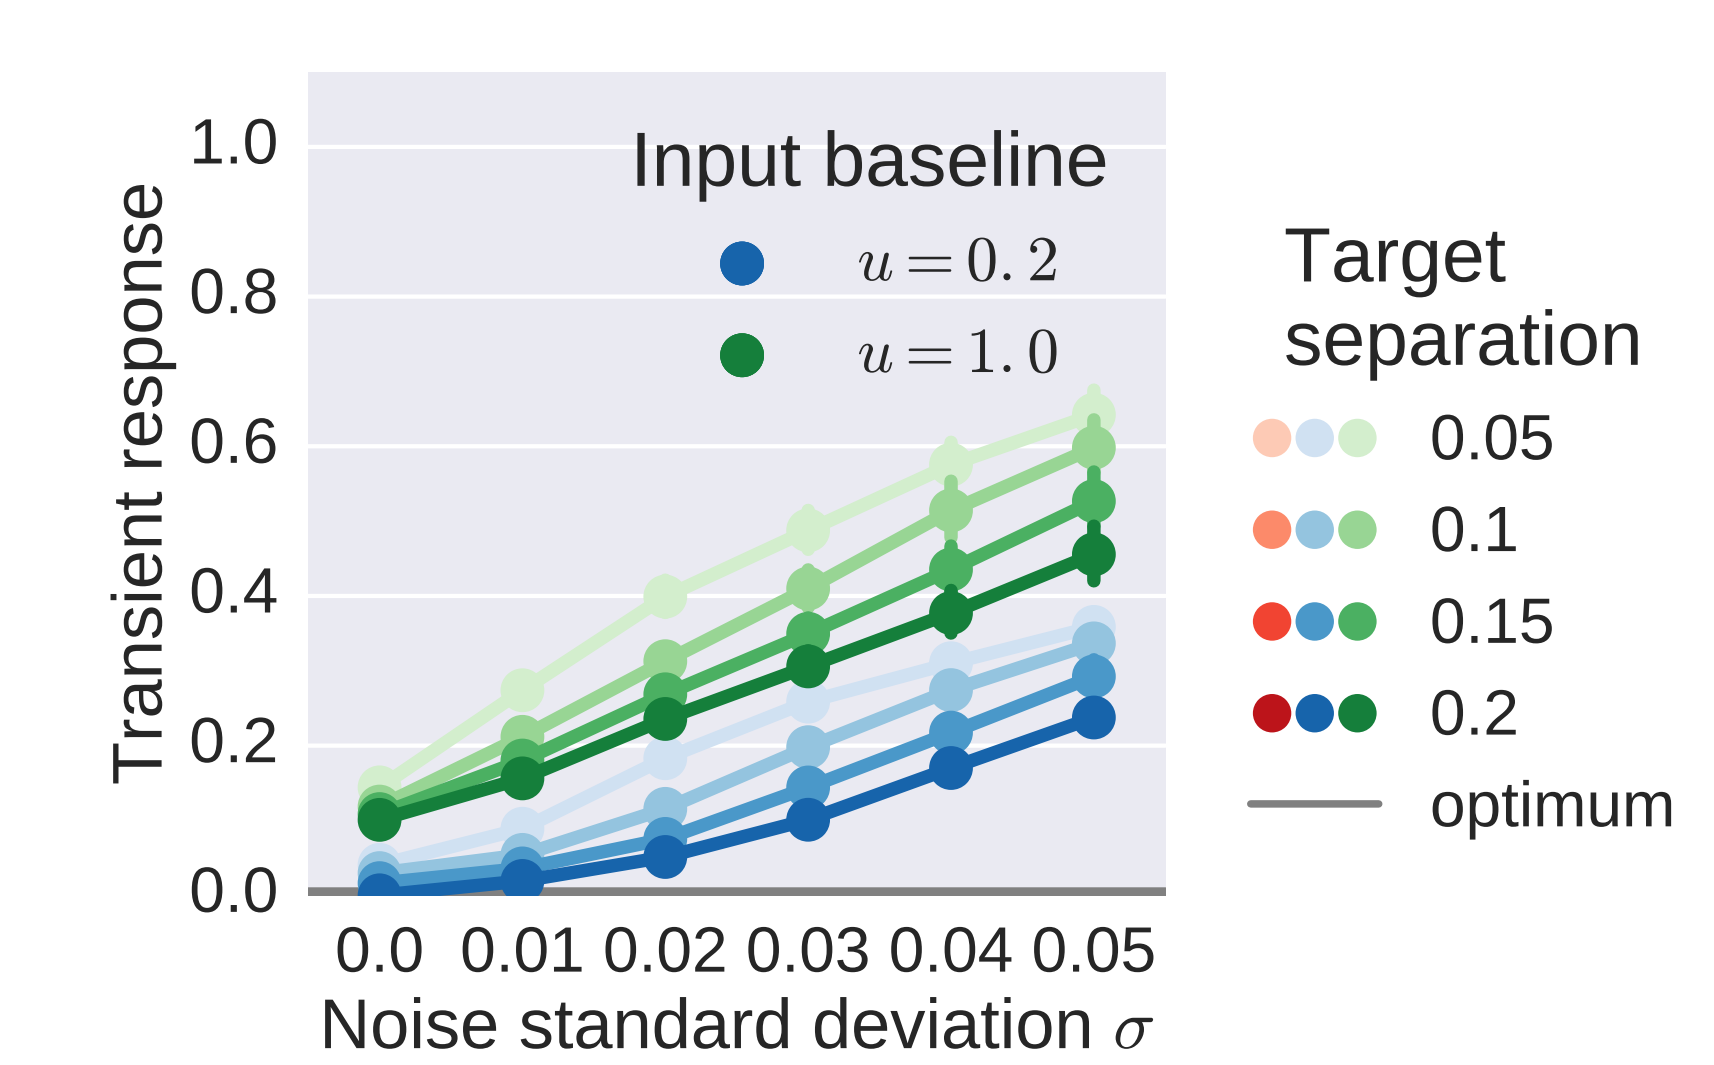 Transient response
1.0
0.8
0.6
0.4
0.2
0.0
Input baseline
u = 0. 2
u = 1. 0
0.0 0.01 0.02 0.03 0.04 0.05
Noise standard deviation σ
Target
separation
0.05
0.1
0.15
0.2
optimum